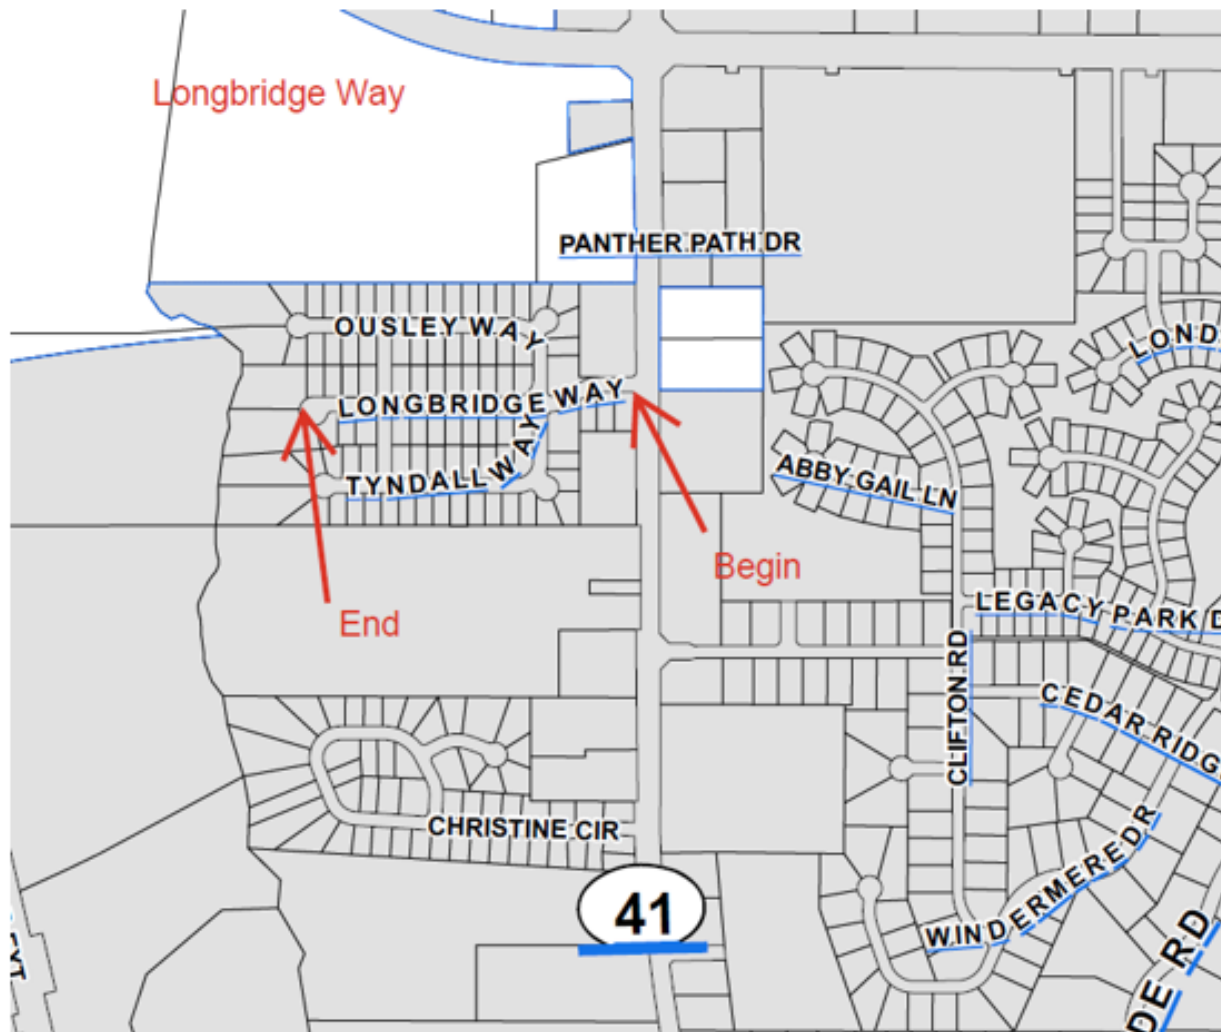 Longbridge Way
PANTHER PATH DR
OUSLEY WAY
LOND
LONGBRIDGE WAY
TYNDALL WAY
ABBY GAIL LN
Begin
LEGACY PARK D
End
CLIFTON RD
CEDAR RIDG
CHRISTINE CIR
WINDERMERE DR
41
DE RD
EXT